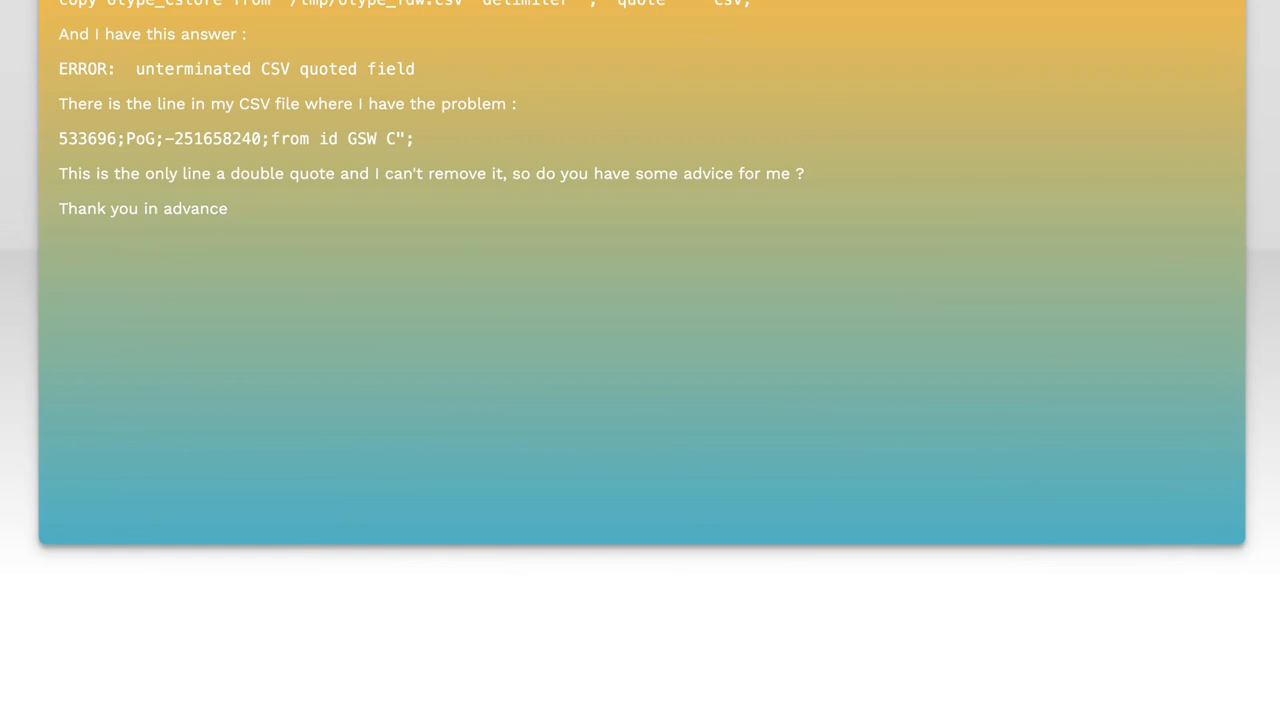 And I have this answer :
ERROR:  unterminated CSV quoted field
There is the line in my CSV file where I have the problem :
533696;PoG;-251658240;from id GSW C";
This is the only line a double quote and I can't remove it, so do you have some advice for me ?
Thank you in advance